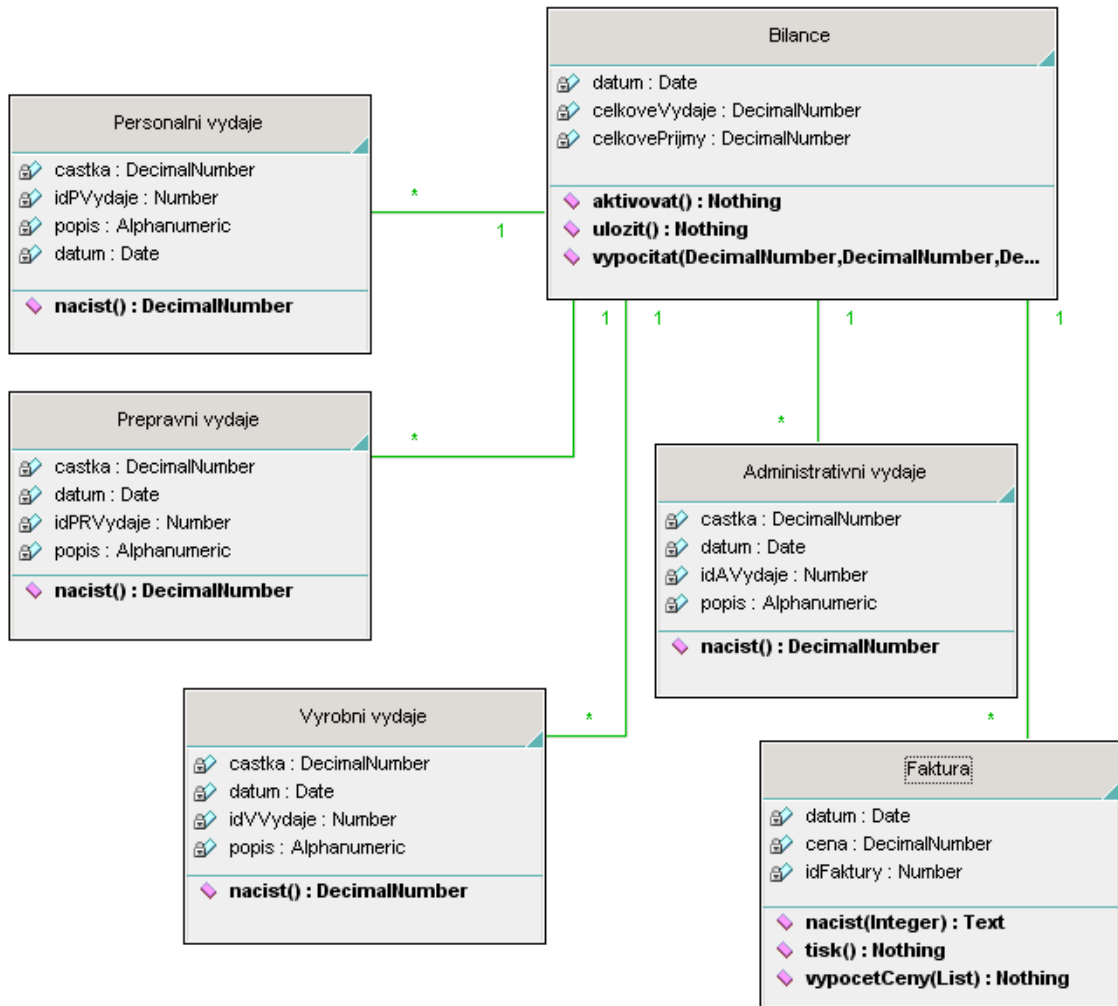 Bilance
datum : Date
celkoveVydaje : DecimalNumber
celkovePrijmy : DecimalNumber
aktivovat() : Nothing
ulozit() : Nothing
vypocitat(DecimalNumber,DecimalNumber,De...
Personalni vydaje
castka : DecimalNumber
idPVydaje : Number
popis : Alphanumeric
datum : Date
nacist() : DecimalNumber
*
1
1
1
1
1
Prepravni vydaje
castka : DecimalNumber
datum : Date
idPRVydaje : Number
popis : Alphanumeric
nacist() : DecimalNumber
*
*
Administrativni vydaje
castka : DecimalNumber
datum : Date
idAVydaje : Number
popis : Alphanumeric
nacist() : DecimalNumber
Vyrobni vydaje
castka : DecimalNumber
datum : Date
idVVydaje : Number
popis : Alphanumeric
nacist() : DecimalNumber
*
*
Faktura
datum : Date
cena : DecimalNumber
idFaktury : Number
nacist(Integer) : Text
tisk() : Nothing
vypocetCeny(List) : Nothing